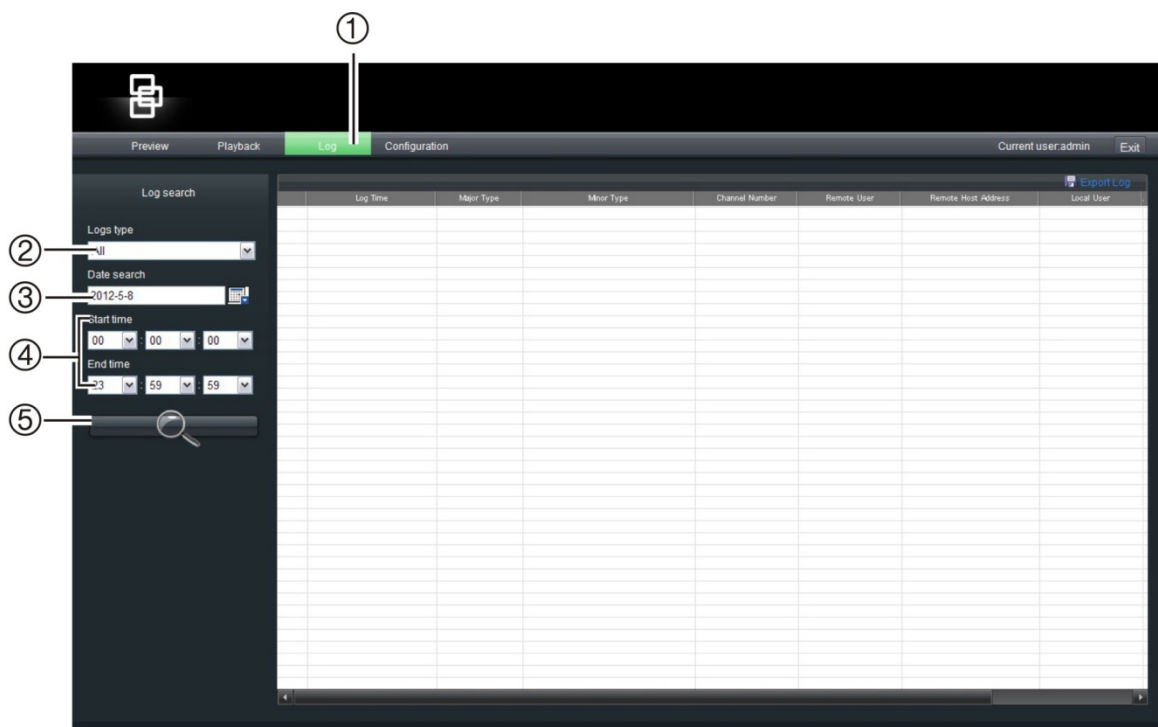 ①
Preview Playback Log Configuration Current user:admin Exit
Log search
Export Log
Log Time Major Type Minor Type Channel Number Remote User Remote Host Address Local User
Logs type
② All
Date search
③ 2012-5-8
Start time
00 : 00 : 00
④
End time
23 : 59 : 59
⑤